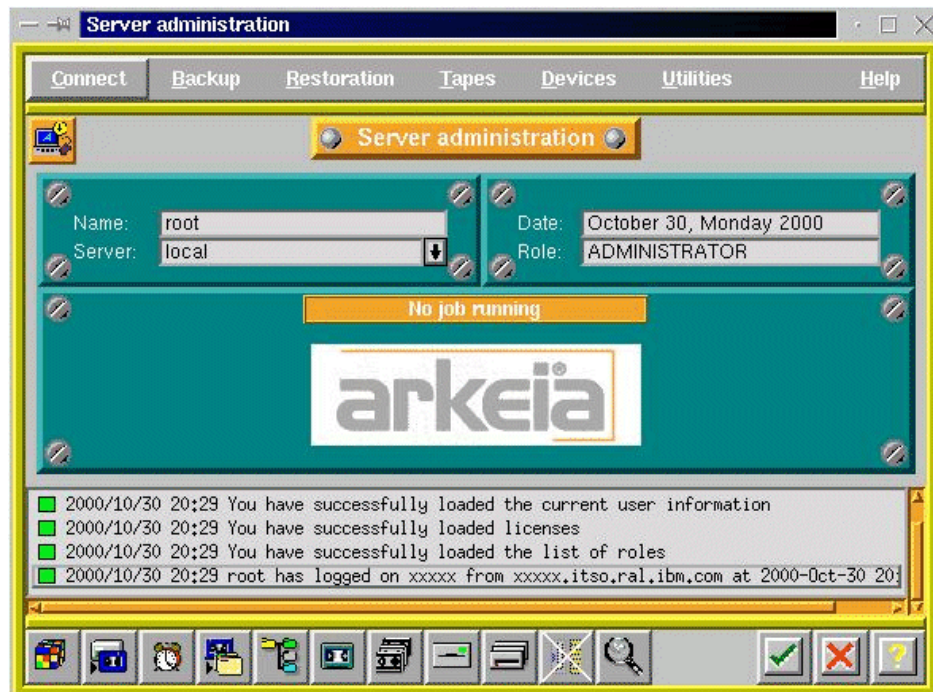 Server administration
Connect Backup Restoration Tapes Devices Utilities Help
Server administration
Name: root
Server: local
Date: October 30, Monday 2000
Role: ADMINISTRATOR
No job running
arkeia®
2000/10/30 20:29 You have successfully loaded the current user information
2000/10/30 20:29 You have successfully loaded licenses
2000/10/30 20:29 You have successfully loaded the list of roles
2000/10/30 20:29 root has logged on xxxxx from xxxxx.itso.ral.ibm.com at 2000-Oct-30 20: